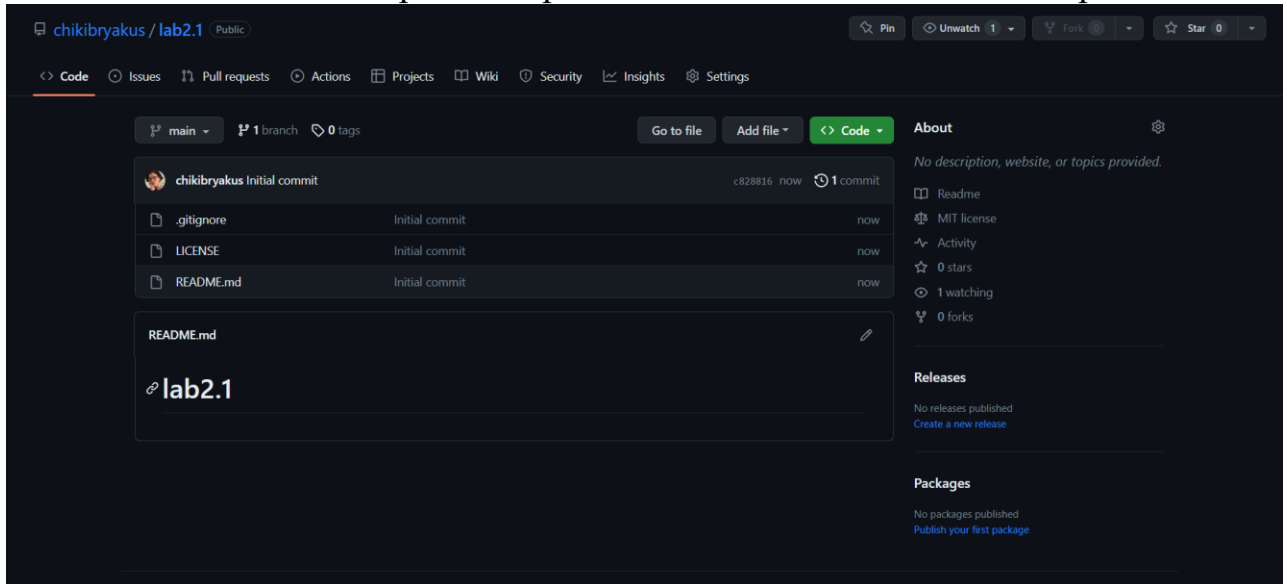 chikibryakus / lab2.1 Public
Pin
Unwatch 1
Fork 0
Star 0
Code Issues Pull requests Actions Projects Wiki Security Insights Settings
main 1 branch 0 tags
Go to file Add file Code
chikibryakus Initial commit c828816 now 1 commit
.gitignore Initial commit now
LICENSE Initial commit now
README.md Initial commit now
README.md
lab2.1
About
No description, website, or topics provided.
Readme
MIT license
Activity
0 stars
1 watching
0 forks
Releases
No releases published
Create a new release
Packages
No packages published
Publish your first package